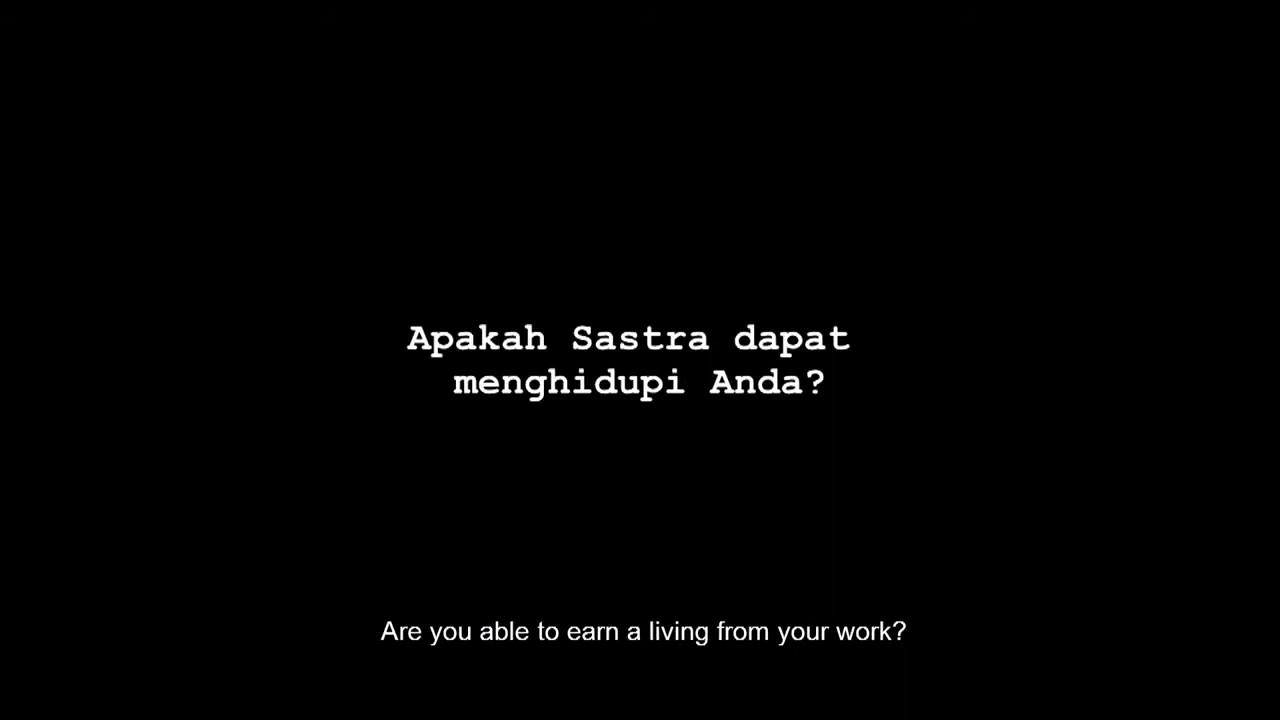 Apakah Sastra dapat
menghidupi Anda?
Are you able to earn a living from your work?